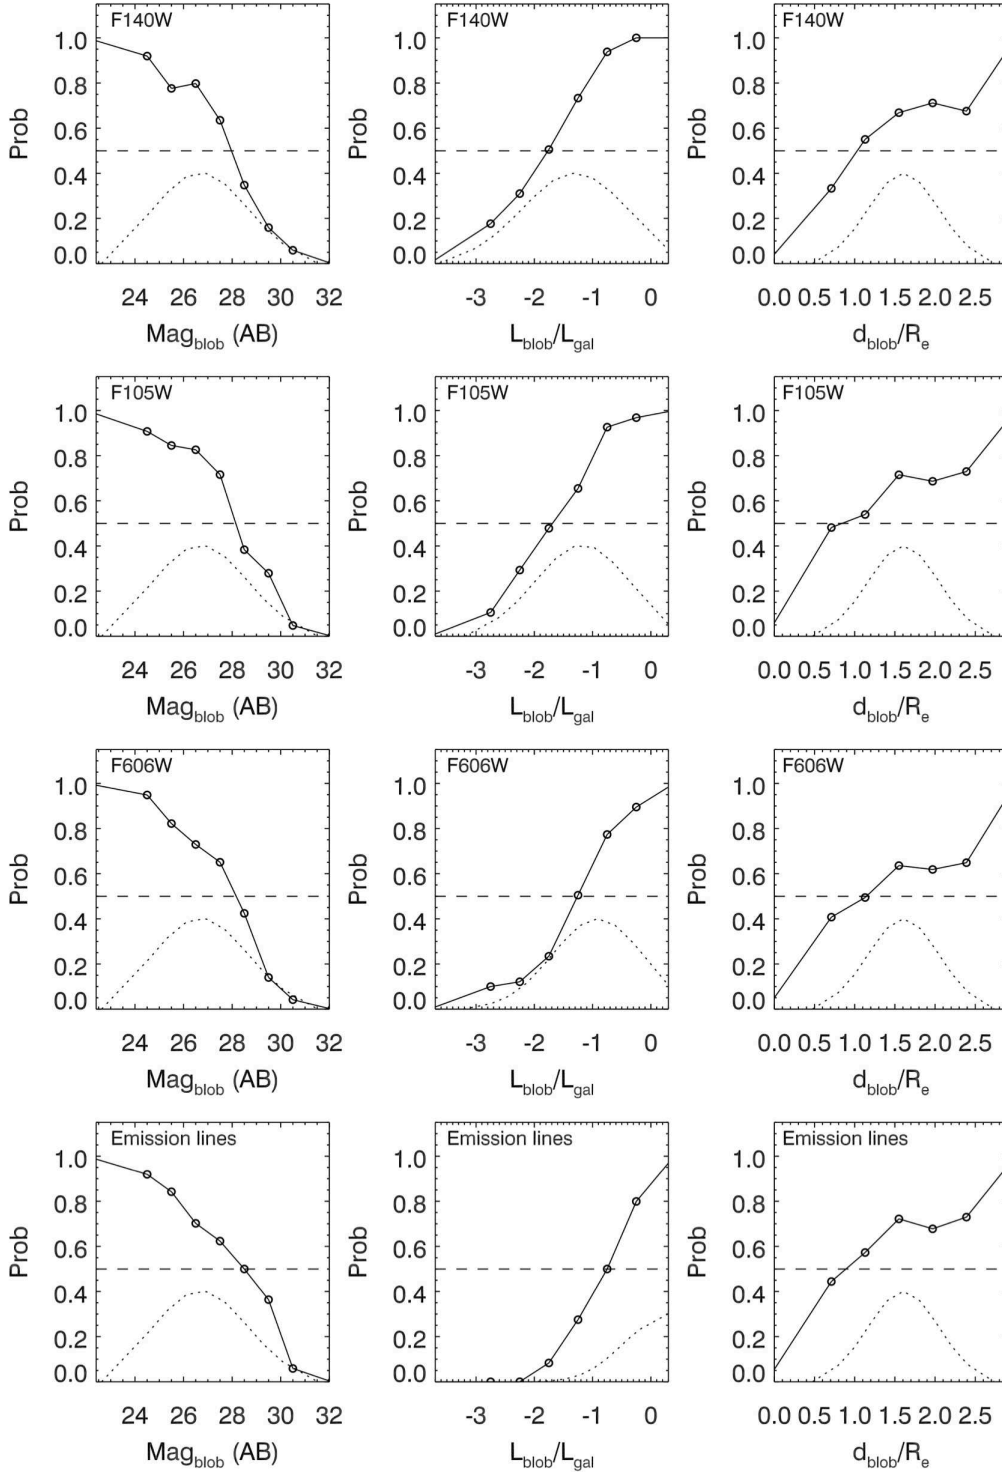 F140W F140W F140W
1.0 1.0 1.0
0.8 0.8 0.8
Prob Prob Prob
0.6 0.6 0.6
0.4 0.4 0.4
0.2 0.2 0.2
0.0 0.0 0.0
24 26 28 30 32 -3 -2 -1 0 0.0 0.5 1.0 1.5 2.0 2.5
Mag_blob (AB) L_blob/L_gal d_blob/R_e
F105W F105W F105W
1.0 1.0 1.0
0.8 0.8 0.8
Prob Prob Prob
0.6 0.6 0.6
0.4 0.4 0.4
0.2 0.2 0.2
0.0 0.0 0.0
24 26 28 30 32 -3 -2 -1 0 0.0 0.5 1.0 1.5 2.0 2.5
Mag_blob (AB) L_blob/L_gal d_blob/R_e
F606W F606W F606W
1.0 1.0 1.0
0.8 0.8 0.8
Prob Prob Prob
0.6 0.6 0.6
0.4 0.4 0.4
0.2 0.2 0.2
0.0 0.0 0.0
24 26 28 30 32 -3 -2 -1 0 0.0 0.5 1.0 1.5 2.0 2.5
Mag_blob (AB) L_blob/L_gal d_blob/R_e
Emission lines Emission lines Emission lines
1.0 1.0 1.0
0.8 0.8 0.8
Prob Prob Prob
0.6 0.6 0.6
0.4 0.4 0.4
0.2 0.2 0.2
0.0 0.0 0.0
24 26 28 30 32 -3 -2 -1 0 0.0 0.5 1.0 1.5 2.0 2.5
Mag_blob (AB) L_blob/L_gal d_blob/R_e